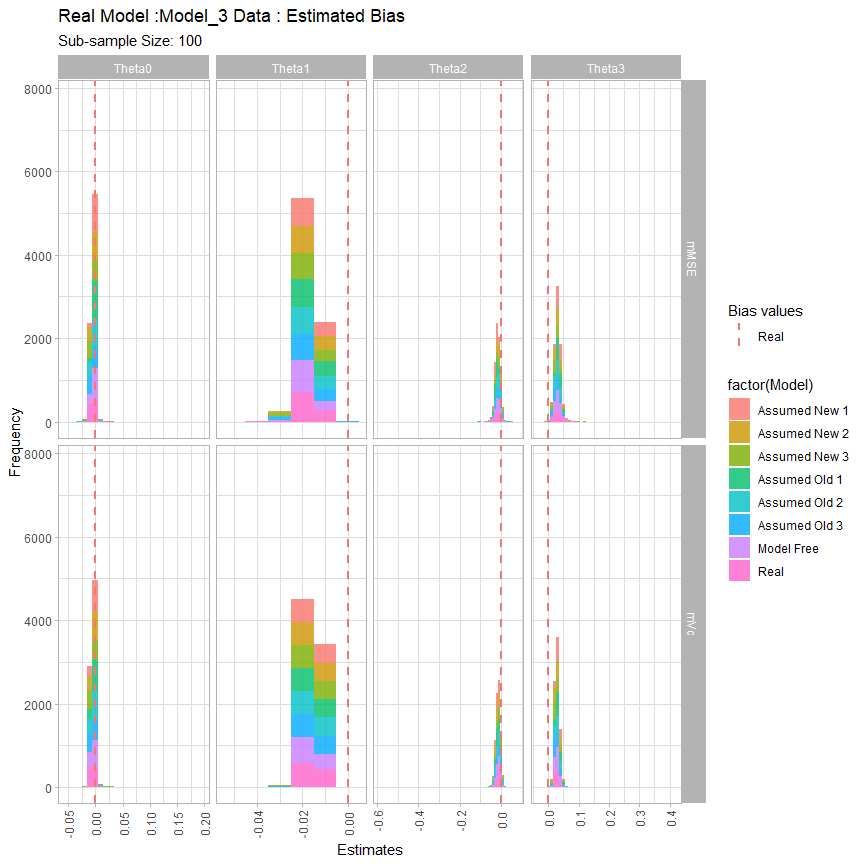 Real Model :Model_3 Data : Estimated Bias
Sub-sample Size: 100
Theta0
Theta1
Theta2
Theta3
8000
6000
4000
2000
0
mMSE
8000
6000
4000
2000
0
mVc
Frequency
-0.05
0.00
0.05
0.10
0.15
0.20
-0.04
-0.02
0.00
-0.6
-0.4
-0.2
0.0
0.0
0.1
0.2
0.3
0.4
Estimates
Bias values
Real
factor(Model)
Assumed New 1
Assumed New 2
Assumed New 3
Assumed Old 1
Assumed Old 2
Assumed Old 3
Model Free
Real